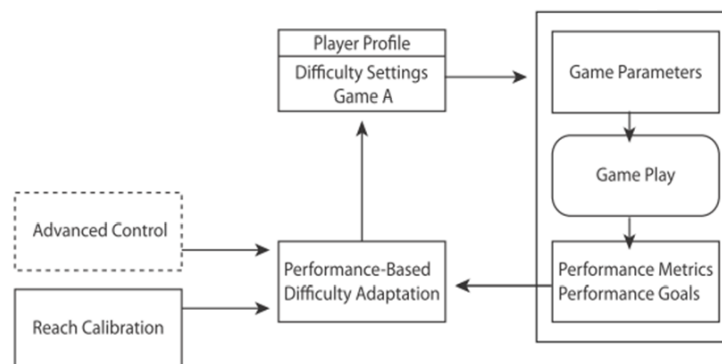 Player Profile
Difficulty Settings
Game A
Game Parameters
Game Play
Advanced Control
Performance-Based
Difficulty Adaptation
Performance Metrics
Performance Goals
Reach Calibration